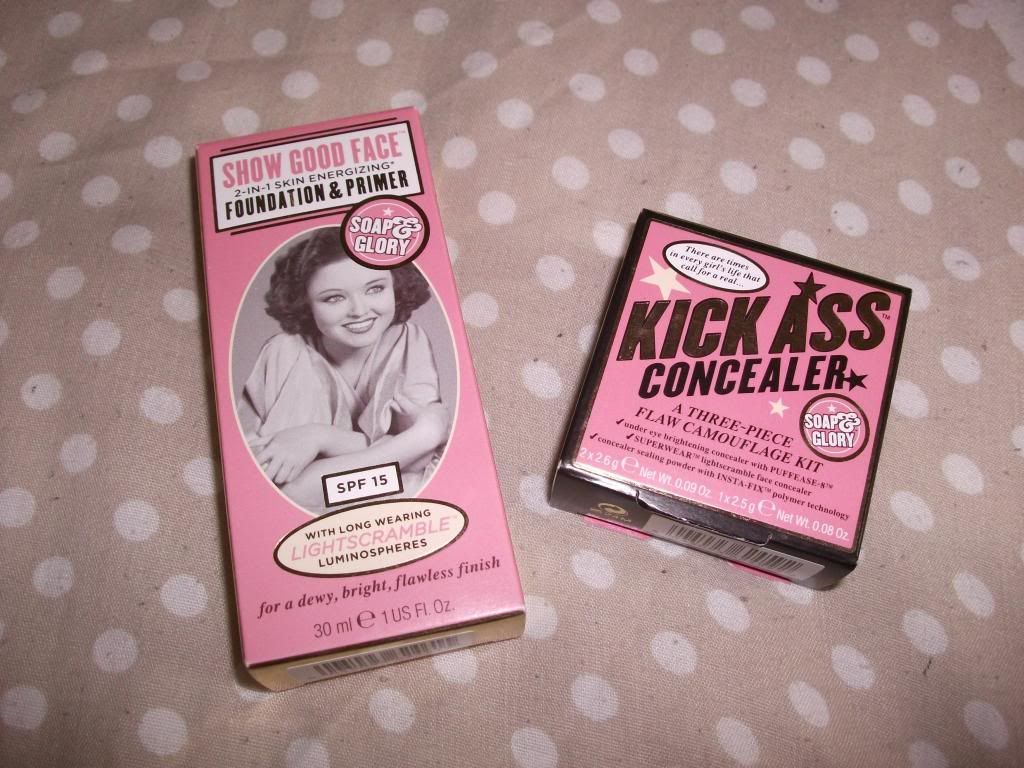 SHOW GOOD FACE™
2-IN-1 SKIN ENERGIZING*
FOUNDATION & PRIMER
SOAP &
GLORY
SPF 15
WITH LONG WEARING
LIGHTSCRAMBLE™
LUMINOSPHERES
for a dewy, bright, flawless finish
30 ml ℮ 1 US Fl. Oz.
There are times
in every girl's life that
call for a real...
KICK ASS™
CONCEALER
A THREE-PIECE
FLAW CAMOUFLAGE KIT
SOAP &
GLORY
✓under eye brightening concealer with PUFFEASE-8™
✓SUPERWEAR™ lightscramble face concealer
✓concealer sealing powder with INSTA-FIX™ polymer technology
2 x 2.6 g ℮ Net Wt. 0.09 Oz. 1 x 2.5 g ℮ Net Wt. 0.08 Oz.